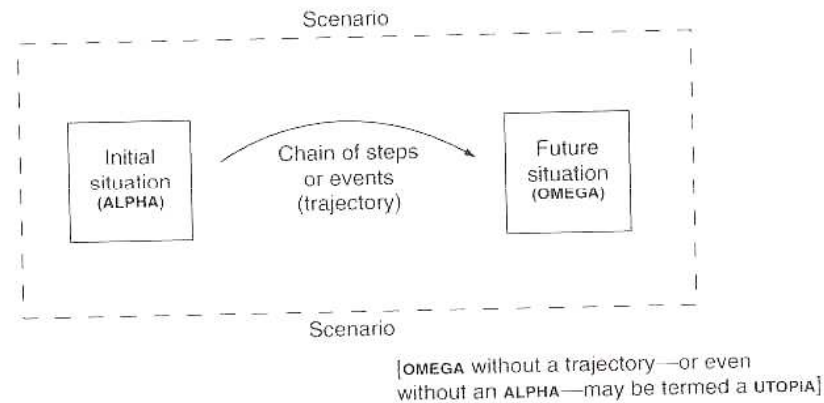 Scenario
Initial
situation
(ALPHA)
Chain of steps
or events
(trajectory)
Future
situation
(OMEGA)
Scenario
[OMEGA without a trajectory—or even
without an ALPHA—may be termed a UTOPIA]